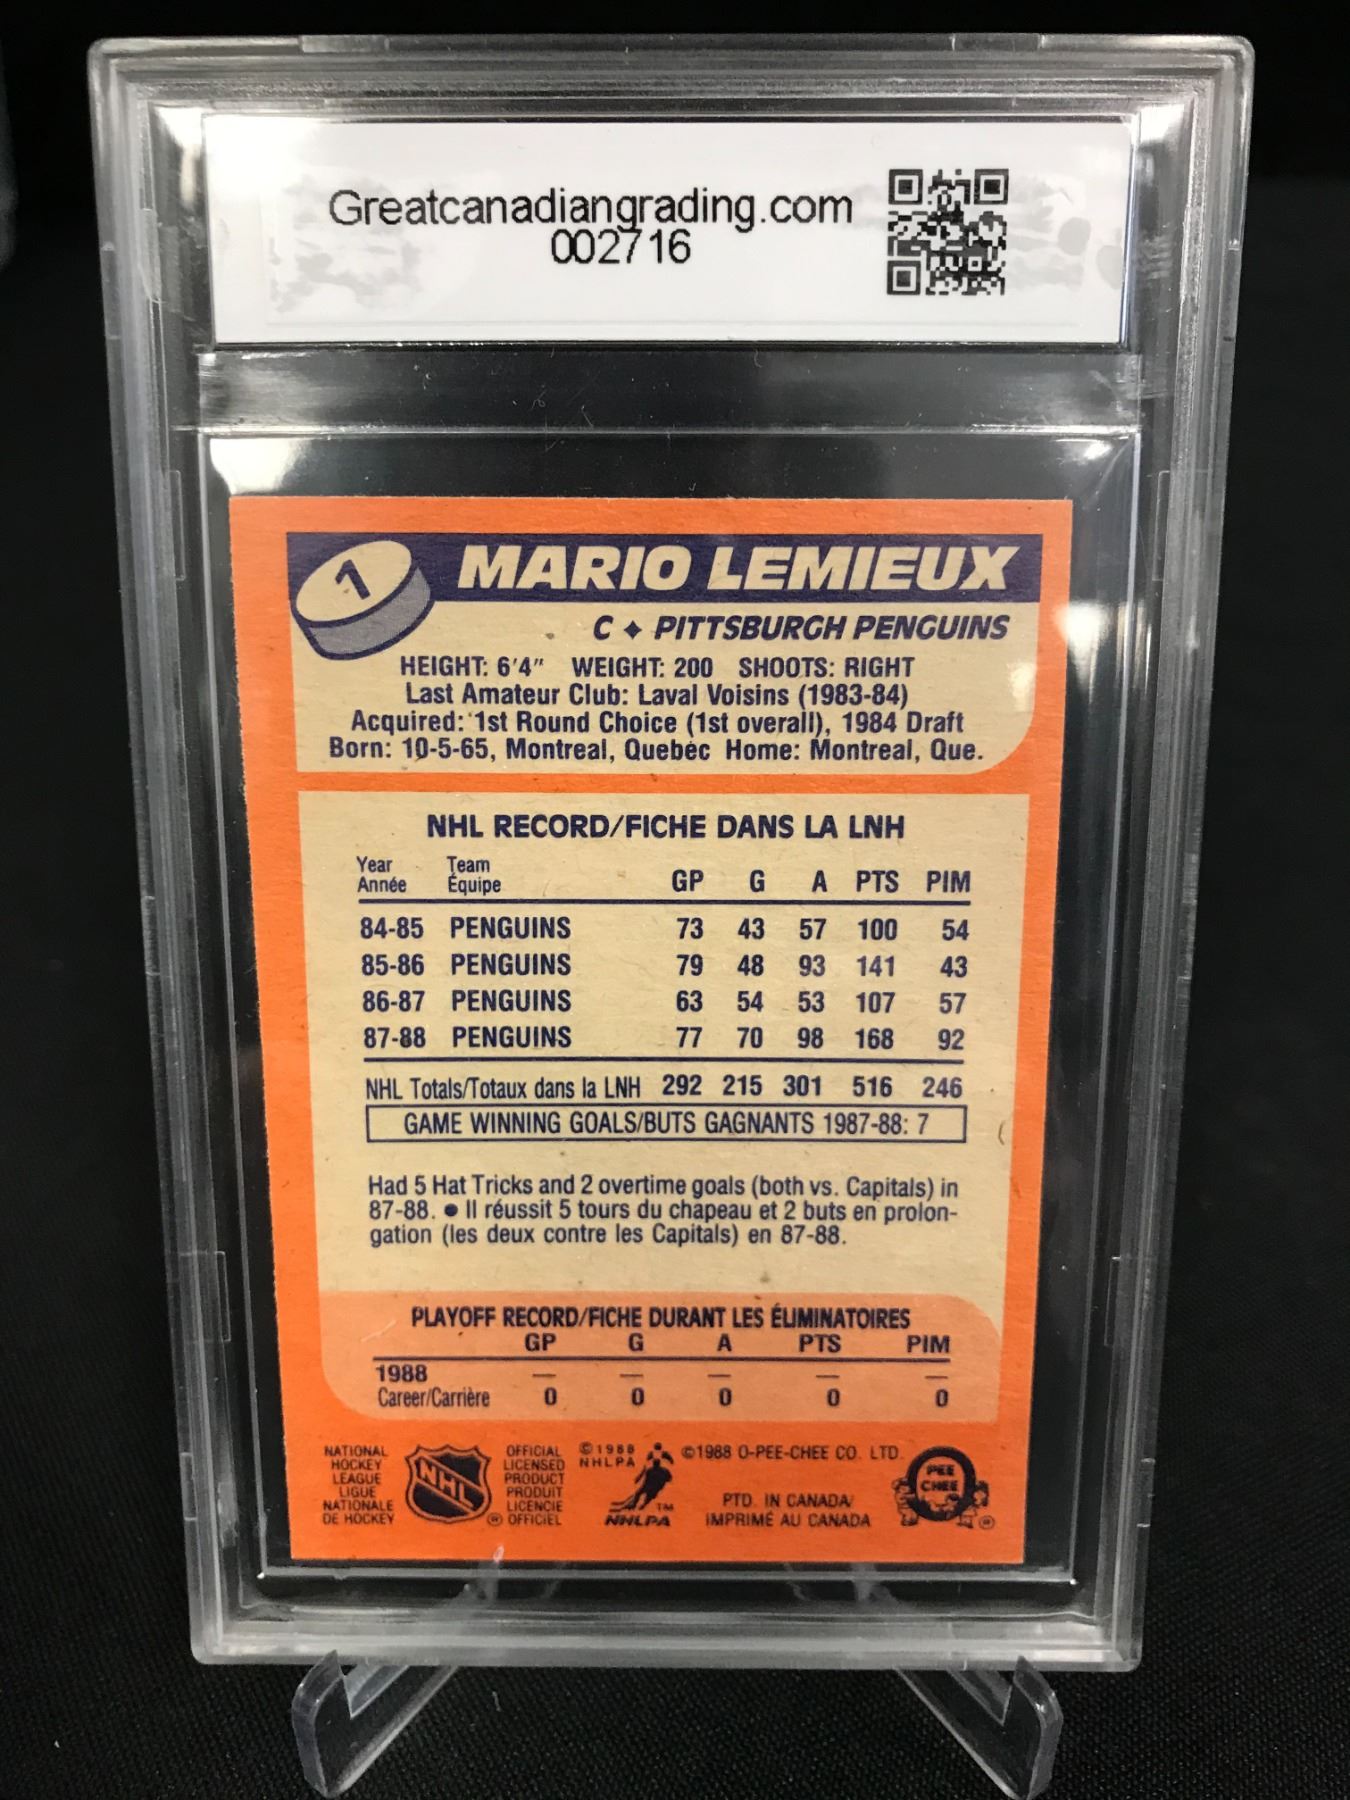 Greatcanadiangrading.com
002716
1
MARIO LEMIEUX
C ✦ PITTSBURGH PENGUINS
HEIGHT: 6'4" WEIGHT: 200 SHOOTS: RIGHT
Last Amateur Club: Laval Voisins (1983-84)
Acquired: 1st Round Choice (1st overall), 1984 Draft
Born: 10-5-65, Montreal, Quebec Home: Montreal, Que.
NHL RECORD/FICHE DANS LA LNH
Year Team
Année Équipe GP G A PTS PIM
84-85 PENGUINS 73 43 57 100 54
85-86 PENGUINS 79 48 93 141 43
86-87 PENGUINS 63 54 53 107 57
87-88 PENGUINS 77 70 98 168 92
NHL Totals/Totaux dans la LNH 292 215 301 516 246
GAME WINNING GOALS/BUTS GAGNANTS 1987-88: 7
Had 5 Hat Tricks and 2 overtime goals (both vs. Capitals) in
87-88. ● Il réussit 5 tours du chapeau et 2 buts en prolon-
gation (les deux contre les Capitals) en 87-88.
PLAYOFF RECORD/FICHE DURANT LES ÉLIMINATOIRES
GP G A PTS PIM
1988 — — — — —
Career/Carrière 0 0 0 0 0
NATIONAL
HOCKEY
LEAGUE
LIGUE
NATIONALE
DE HOCKEY
NHL
®
OFFICIAL
LICENSED
PRODUCT
PRODUIT
LICENCIE
OFFICIEL
©1988
NHLPA
TM
NHLPA
©1988 O-PEE-CHEE CO. LTD.
PTD. IN CANADA/
IMPRIMÉ AU CANADA
O
PEE
CHEE
®